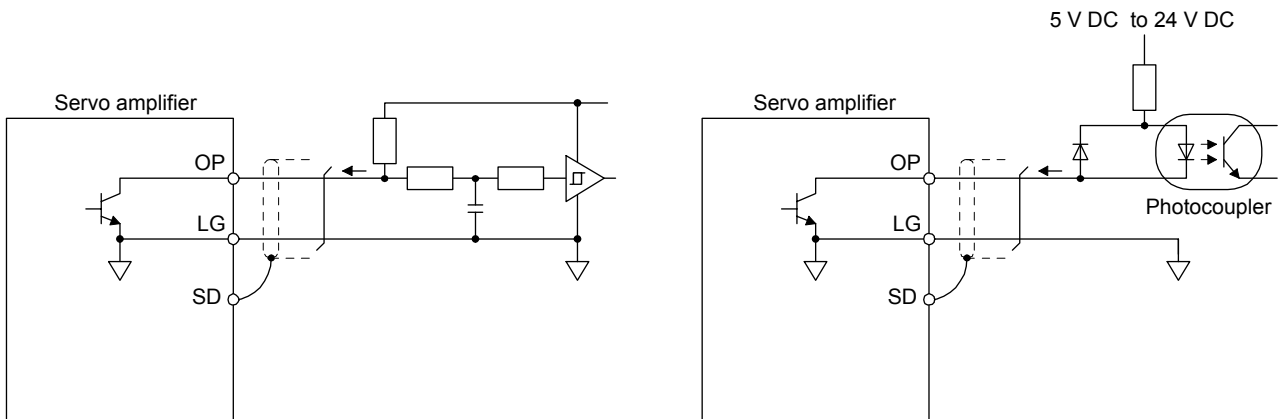 5 V DC to 24 V DC
Servo amplifier
OP
LG
SD
Servo amplifier
OP
LG
SD
Photocoupler